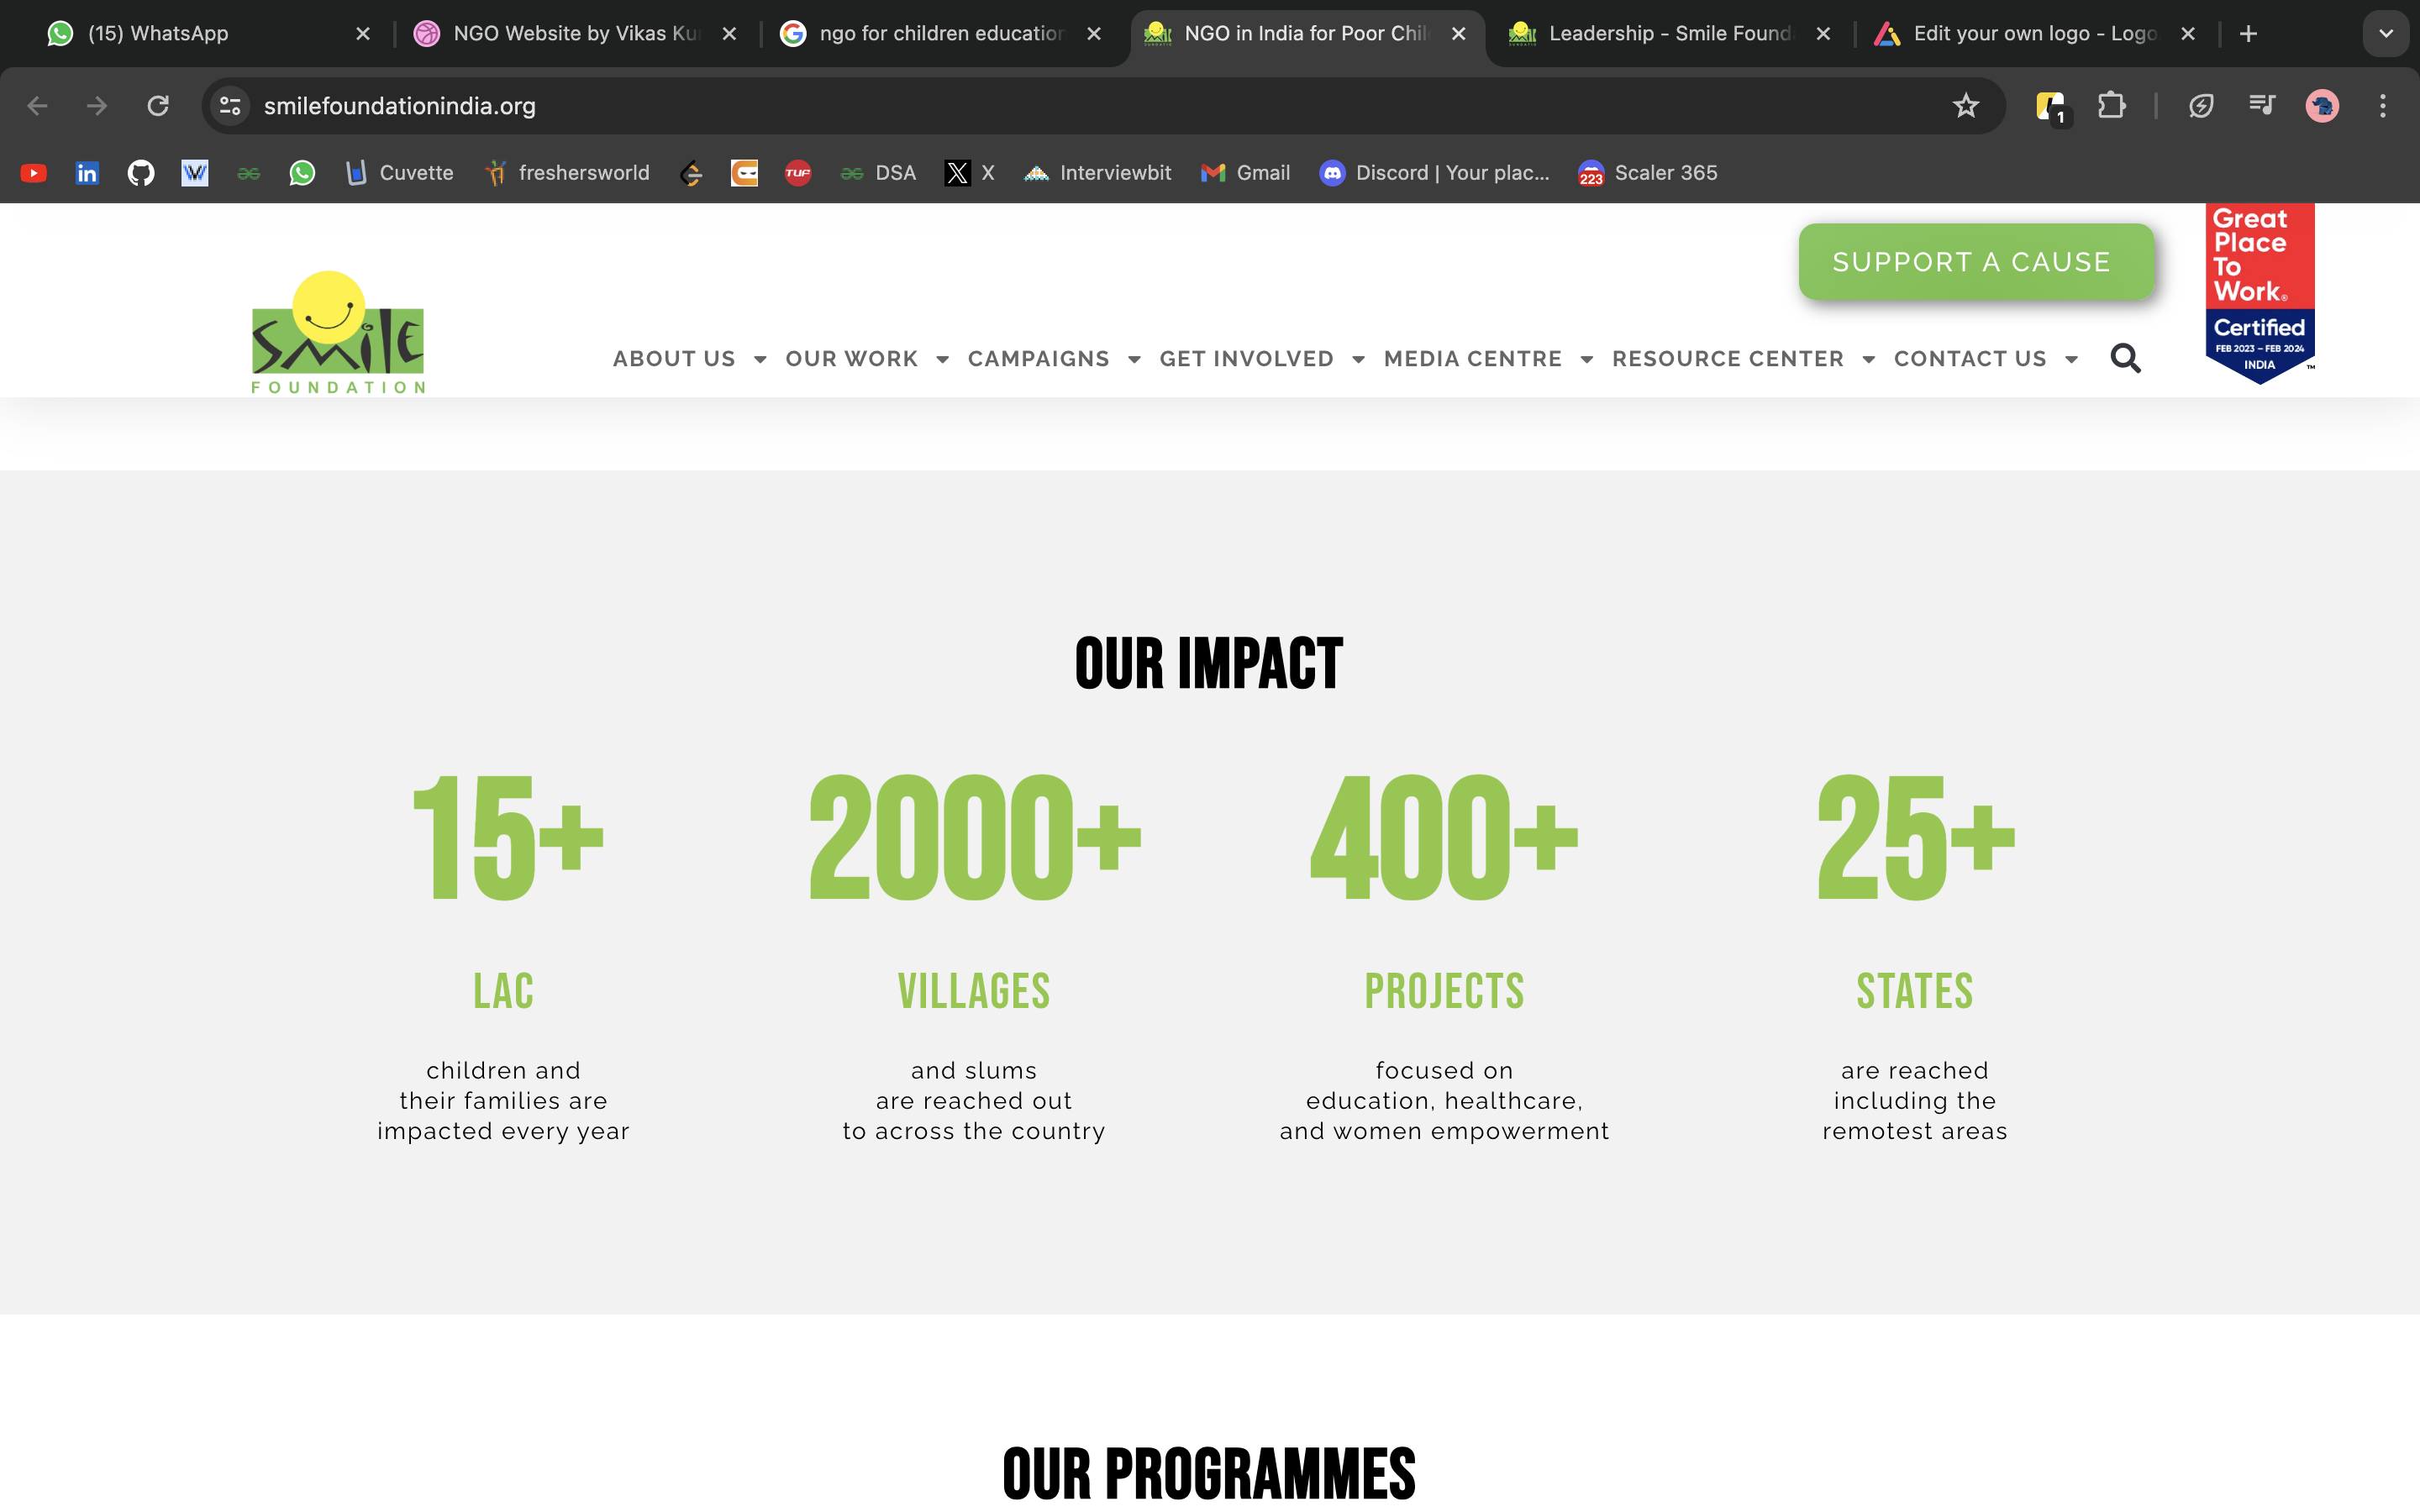 (15) WhatsApp
NGO Website by Vikas Ku
ngo for children education
NGO in India for Poor Chil
Leadership - Smile Found
Edit your own logo - Logo
smilefoundationindia.org
1
Cuvette
freshersworld
TUF
DSA
X
Interviewbit
Gmail
Discord | Your plac...
223
Scaler 365
SUPPORT A CAUSE
Great
Place
To
Work®
Certified
FEB 2023 – FEB 2024
INDIA
™
SMiLE
FOUNDATION
ABOUT US
OUR WORK
CAMPAIGNS
GET INVOLVED
MEDIA CENTRE
RESOURCE CENTER
CONTACT US
OUR IMPACT
15+
LAC
children and
their families are
impacted every year
2000+
VILLAGES
and slums
are reached out
to across the country
400+
PROJECTS
focused on
education, healthcare,
and women empowerment
25+
STATES
are reached
including the
remotest areas
OUR PROGRAMMES